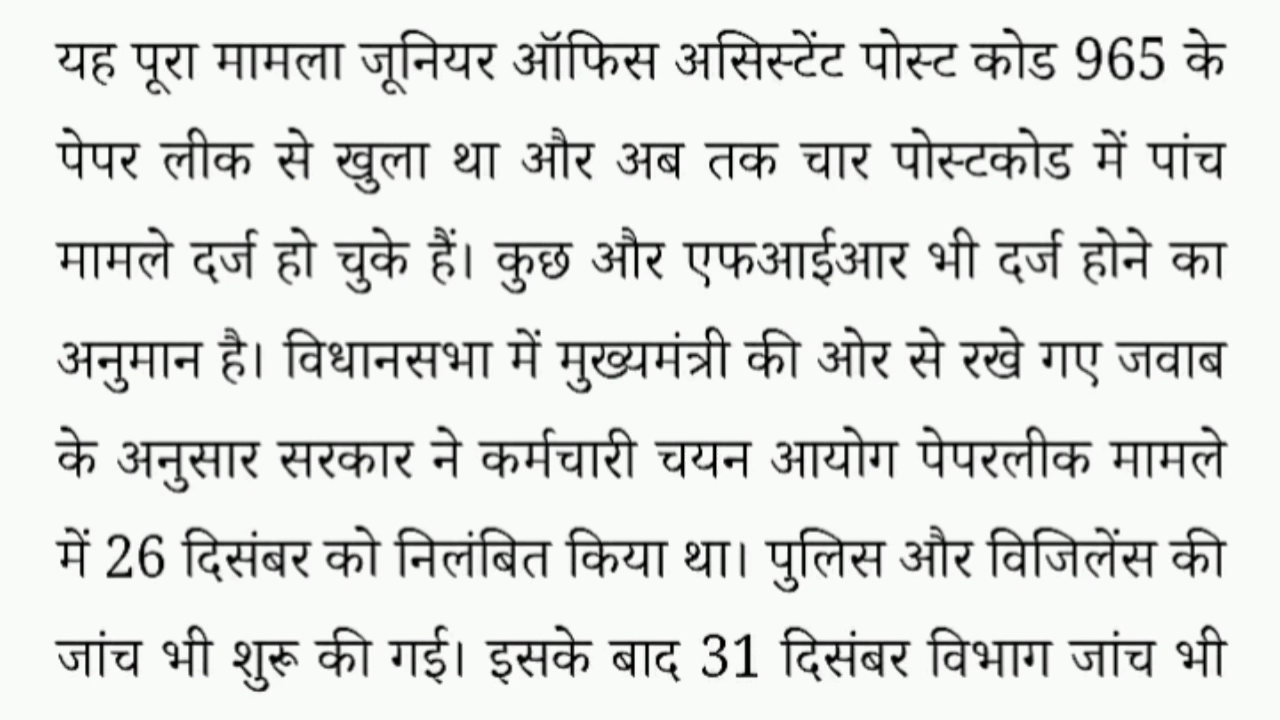 यह पूरा मामला जूनियर ऑफिस असिस्टेंट पोस्ट कोड 965 के
पेपर लीक से खुला था और अब तक चार पोस्टकोड में पांच
मामले दर्ज हो चुके हैं। कुछ और एफआईआर भी दर्ज होने का
अनुमान है। विधानसभा में मुख्यमंत्री की ओर से रखे गए जवाब
के अनुसार सरकार ने कर्मचारी चयन आयोग पेपरलीक मामले
में 26 दिसंबर को निलंबित किया था। पुलिस और विजिलेंस की
जांच भी शुरू की गई। इसके बाद 31 दिसंबर विभाग जांच भी